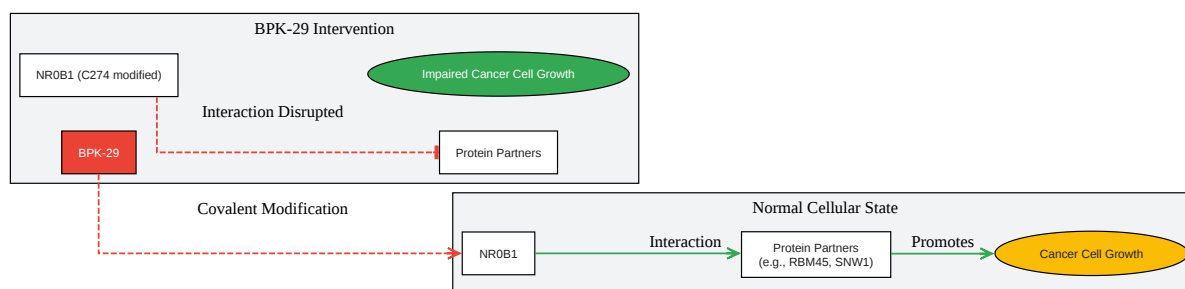 BPK-29 Intervention
NR0B1 (C274 modified)
Impaired Cancer Cell Growth
Interaction Disrupted
BPK-29
Protein Partners
Covalent Modification
Normal Cellular State
NR0B1
Interaction
Protein Partners
(e.g., RBM45, SNW1)
Promotes
Cancer Cell Growth